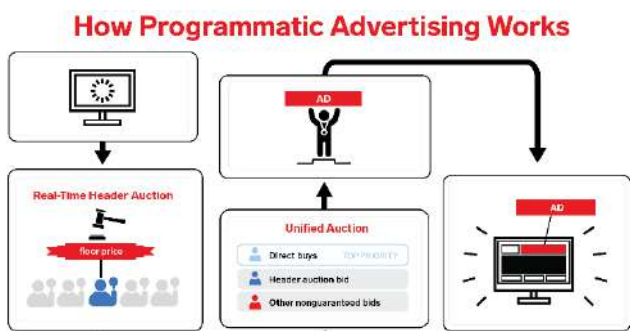 How Programmatic Advertising Works
Real-Time Header Auction
floor price
AD
Unified Auction
Direct buys TOP PRIORITY
Header auction bid
Other nonguaranteed bids
AD